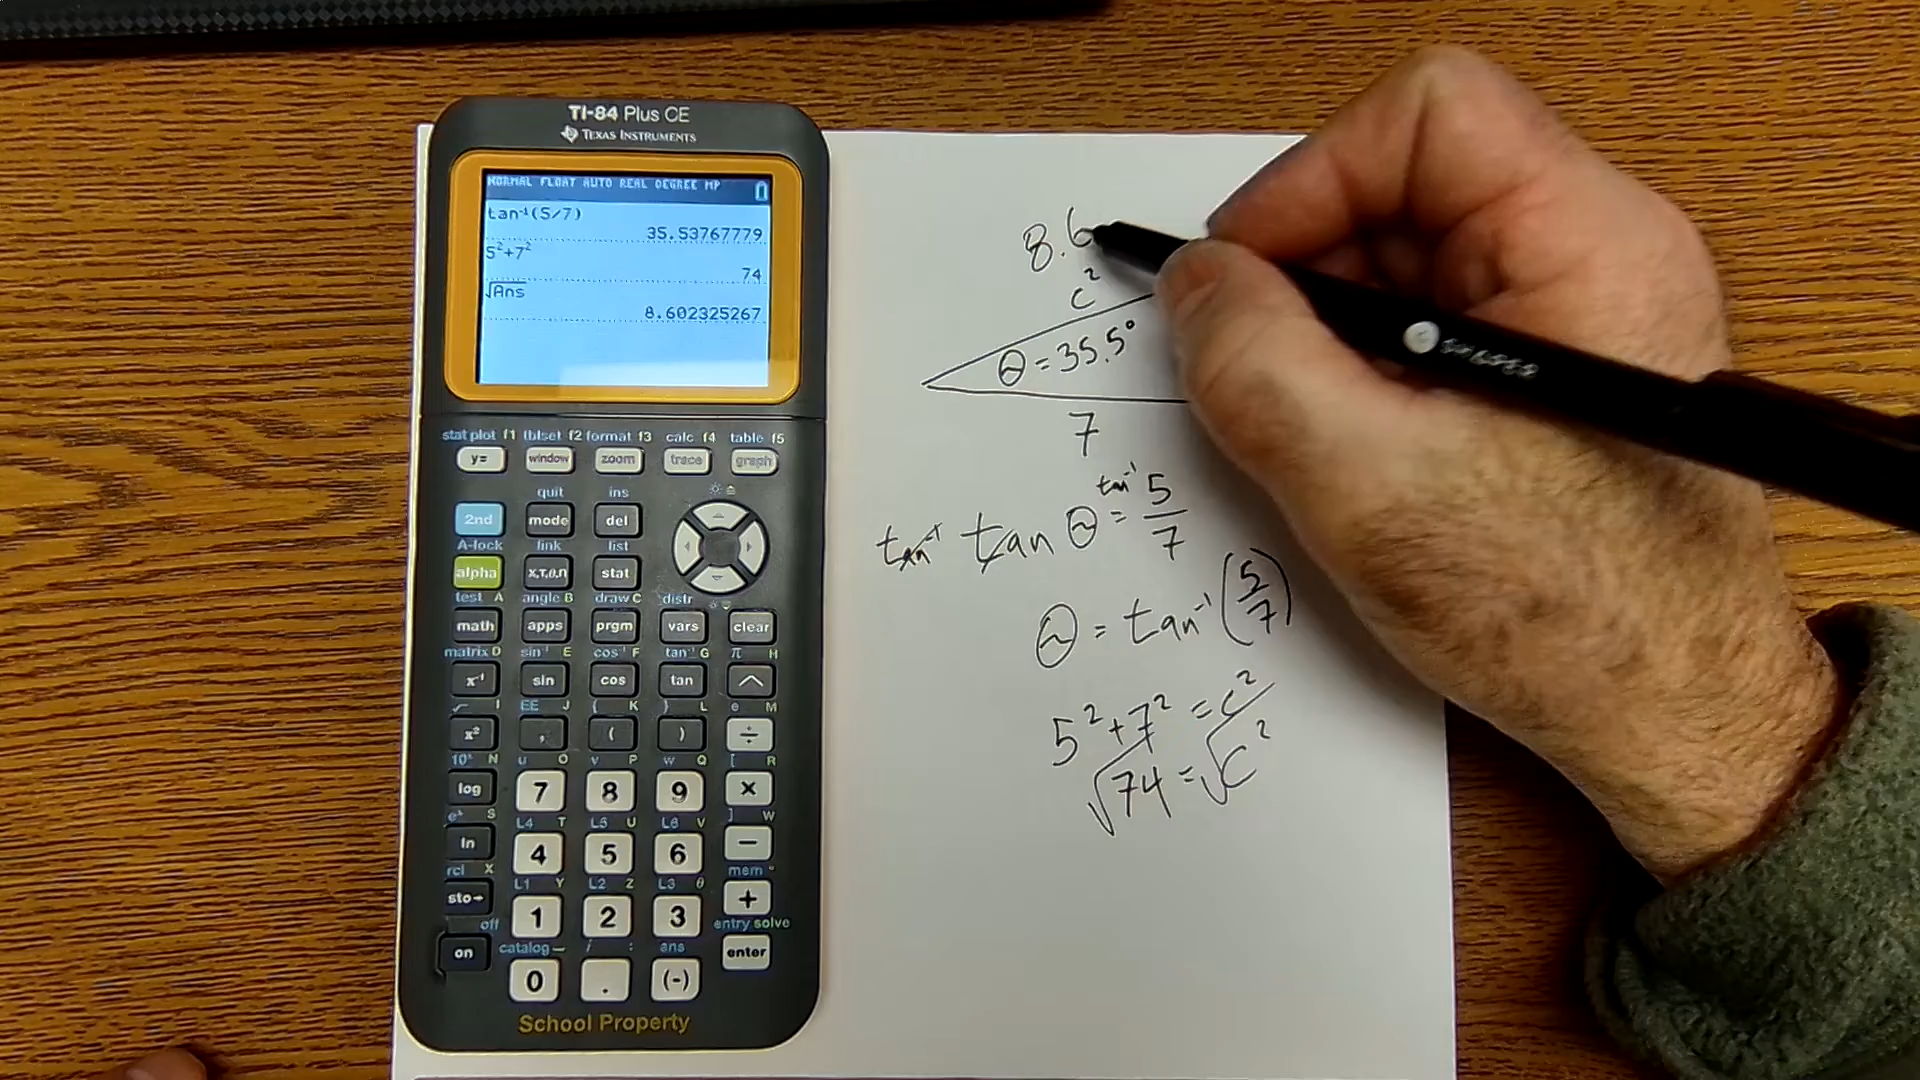 TI-84 Plus CE
TEXAS INSTRUMENTS
NORMAL FLOAT AUTO REAL DEGREE MP
tan⁻¹(5/7)
35.53767779
5²+7²
74
√Ans
8.602325267
stat plot f1 tblset f2 format f3 calc f4 table f5
y= window zoom trace graph
quit ins
2nd mode del
A-lock link list
alpha X,T,θ,n stat
test A angle B draw C distr
math apps prgm vars clear
matrix D sin⁻¹ E cos⁻¹ F tan⁻¹ G π H
x⁻¹ sin cos tan ^
√ I EE J { K } L e M
x² , ( ) ÷
10ˣ N u O v P w Q [ R
log 7 8 9 ×
eˣ S L4 T L5 U L6 V ] W
ln 4 5 6 −
rcl X L1 Y L2 Z L3 θ mem "
sto→ 1 2 3 +
off catalog _ i : ans entry solve
on 0 . (-) enter
School Property
8.6
c²
θ = 35.5°
7
tan⁻¹ tan θ = tan⁻¹ 5/7
θ = tan⁻¹ (5/7)
5² + 7² = c²
√74 = √c²